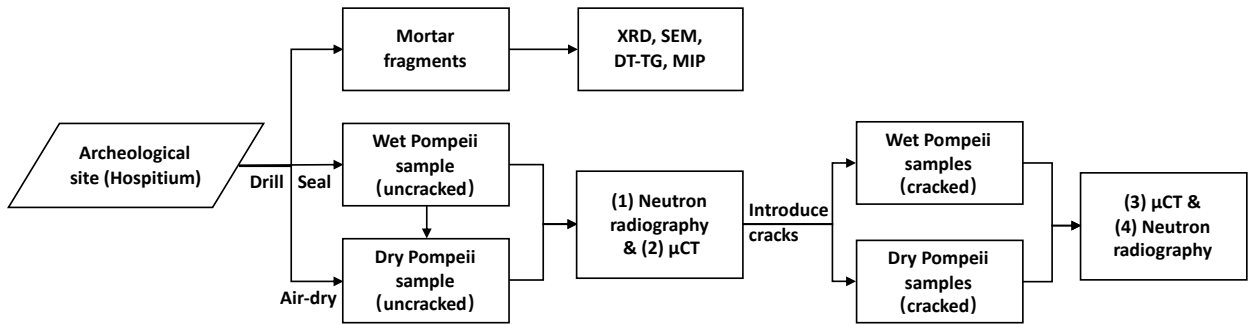 Mortar
fragments
XRD, SEM,
DT-TG, MIP
Archeological
site (Hospitium)
Drill
Seal
Air-dry
Wet Pompeii
sample
(uncracked)
Dry Pompeii
sample
(uncracked)
(1) Neutron
radiography
& (2) μCT
Introduce
cracks
Wet Pompeii
samples
(cracked)
Dry Pompeii
samples
(cracked)
(3) μCT &
(4) Neutron
radiography